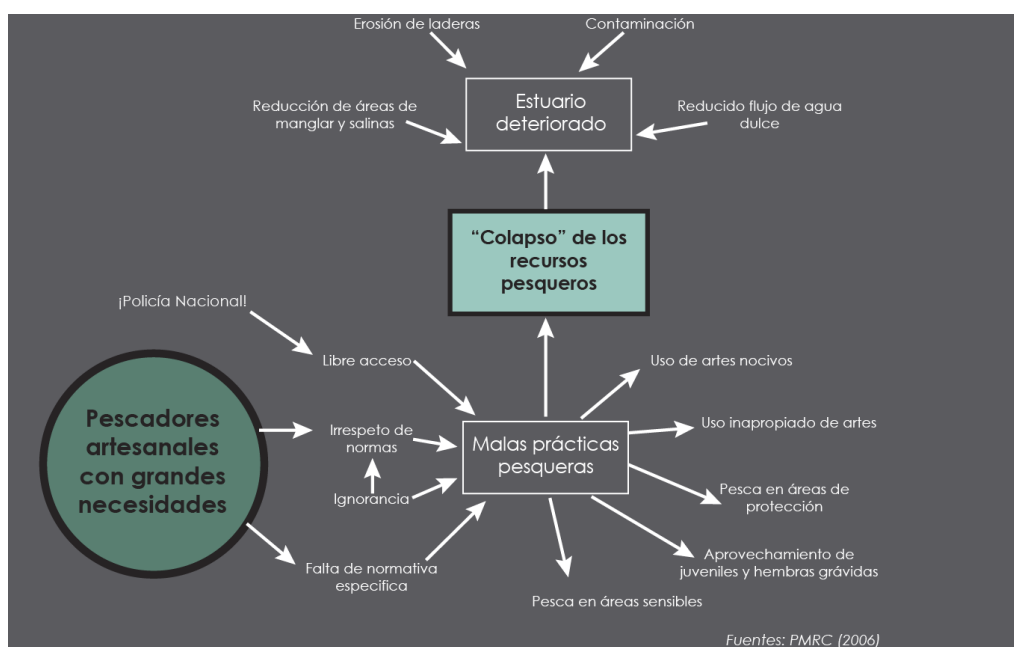 Erosión de laderas
Contaminación
Estuario
deteriorado
Reducción de áreas de
manglar y salinas
Reducido flujo de agua
dulce
“Colapso” de los
recursos
pesqueros
¡Policía Nacional!
Libre acceso
Uso de artes nocivos
Pescadores
artesanales
con grandes
necesidades
Irrespeto de
normas
Malas prácticas
pesqueras
Uso inapropiado de artes
Ignorancia
Pesca en áreas de
protección
Falta de normativa
especifica
Aprovechamiento de
juveniles y hembras grávidas
Pesca en áreas sensibles
Fuentes: PMRC (2006)